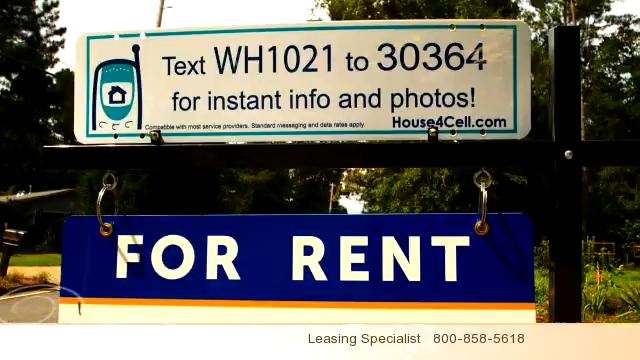 Text WH1021 to 30364
for instant info and photos!
Compatible with most service providers. Standard messaging and data rates apply.
House4Cell.com
FOR RENT
Leasing Specialist 800-858-5618